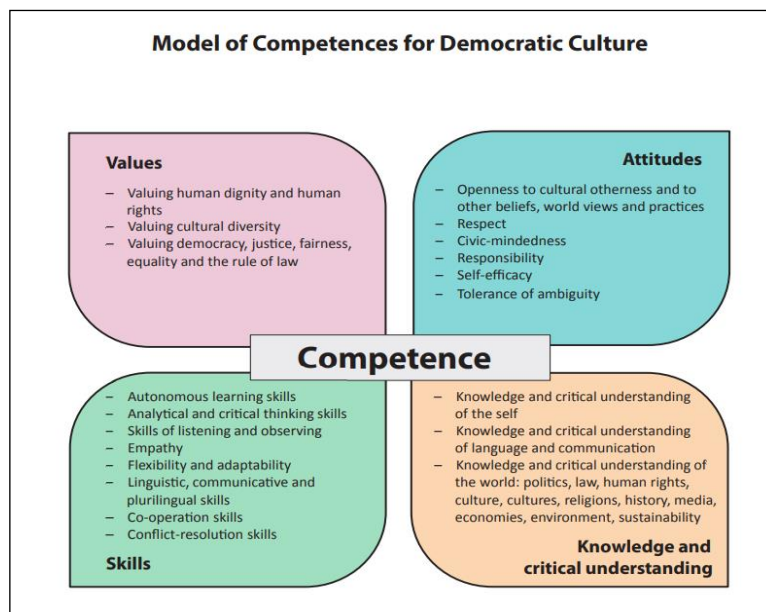 Model of Competences for Democratic Culture
Values
– Valuing human dignity and human
rights
– Valuing cultural diversity
– Valuing democracy, justice, fairness,
equality and the rule of law
Attitudes
– Openness to cultural otherness and to
other beliefs, world views and practices
– Respect
– Civic-mindedness
– Responsibility
– Self-efficacy
– Tolerance of ambiguity
Competence
– Autonomous learning skills
– Analytical and critical thinking skills
– Skills of listening and observing
– Empathy
– Flexibility and adaptability
– Linguistic, communicative and
plurilingual skills
– Co-operation skills
– Conflict-resolution skills
Skills
– Knowledge and critical understanding
of the self
– Knowledge and critical understanding
of language and communication
– Knowledge and critical understanding of
the world: politics, law, human rights,
culture, cultures, religions, history, media,
economies, environment, sustainability
Knowledge and
critical understanding